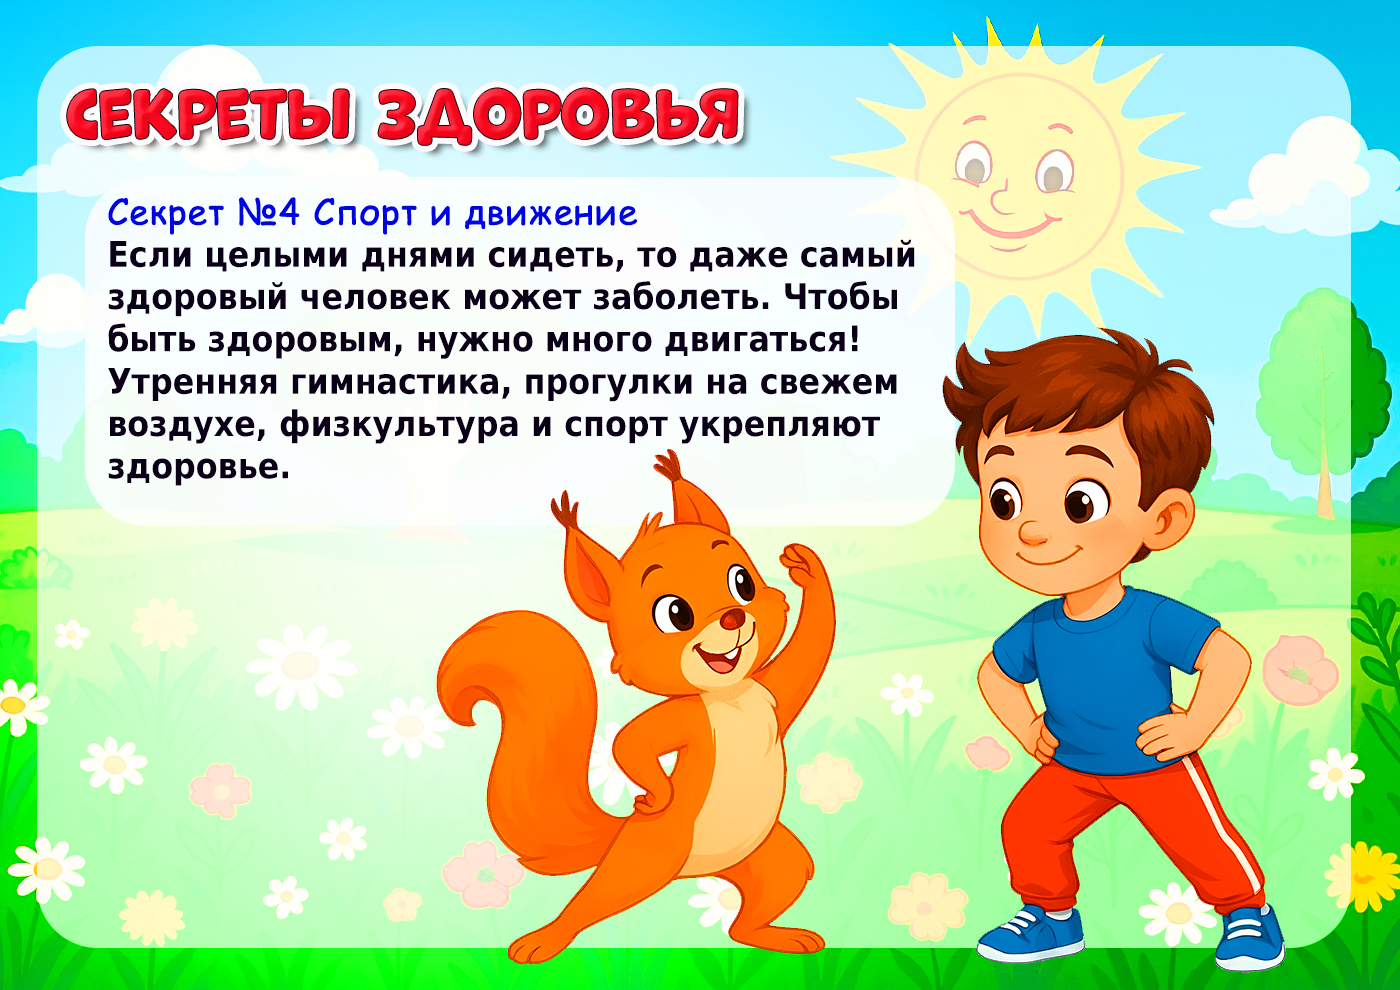 СЕКРЕТЫ ЗДОРОВЬЯ
Секрет №4 Спорт и движение
Если целыми днями сидеть, то даже самый
здоровый человек может заболеть. Чтобы
быть здоровым, нужно много двигаться!
Утренняя гимнастика, прогулки на свежем
воздухе, физкультура и спорт укрепляют
здоровье.